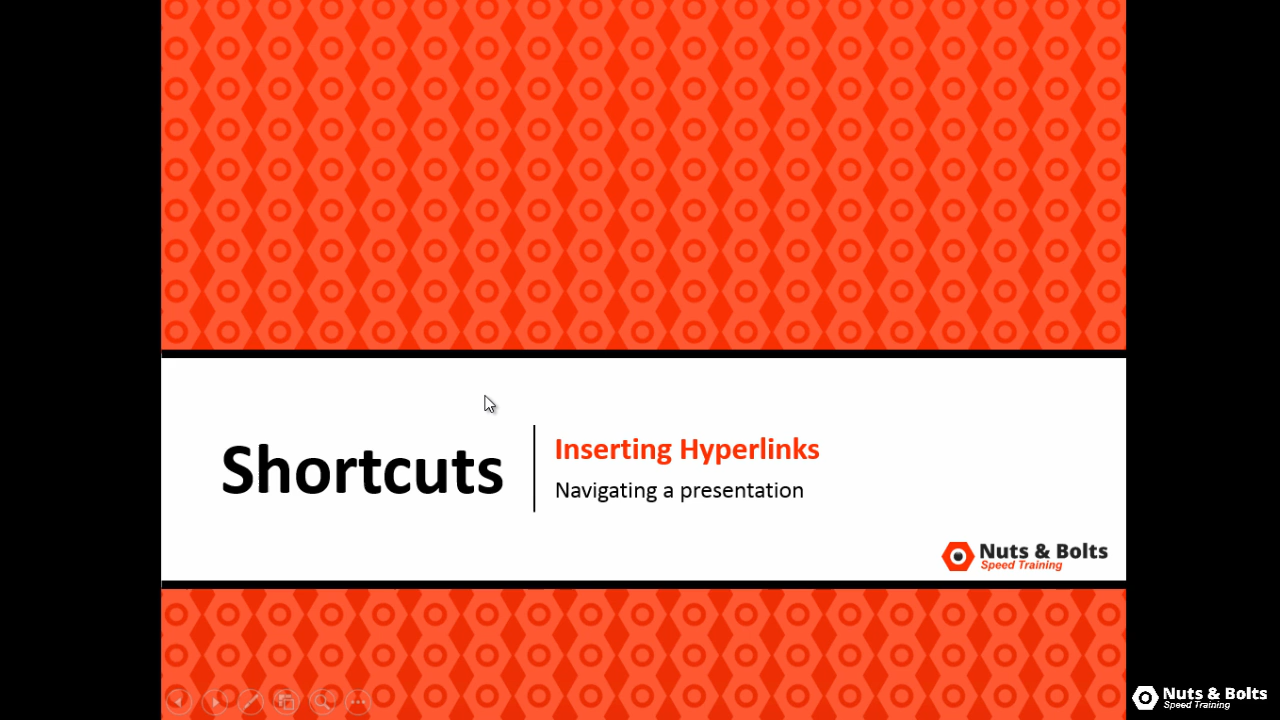 Shortcuts
Inserting Hyperlinks
Navigating a presentation
Nuts & Bolts
Speed Training
Nuts & Bolts
Speed Training